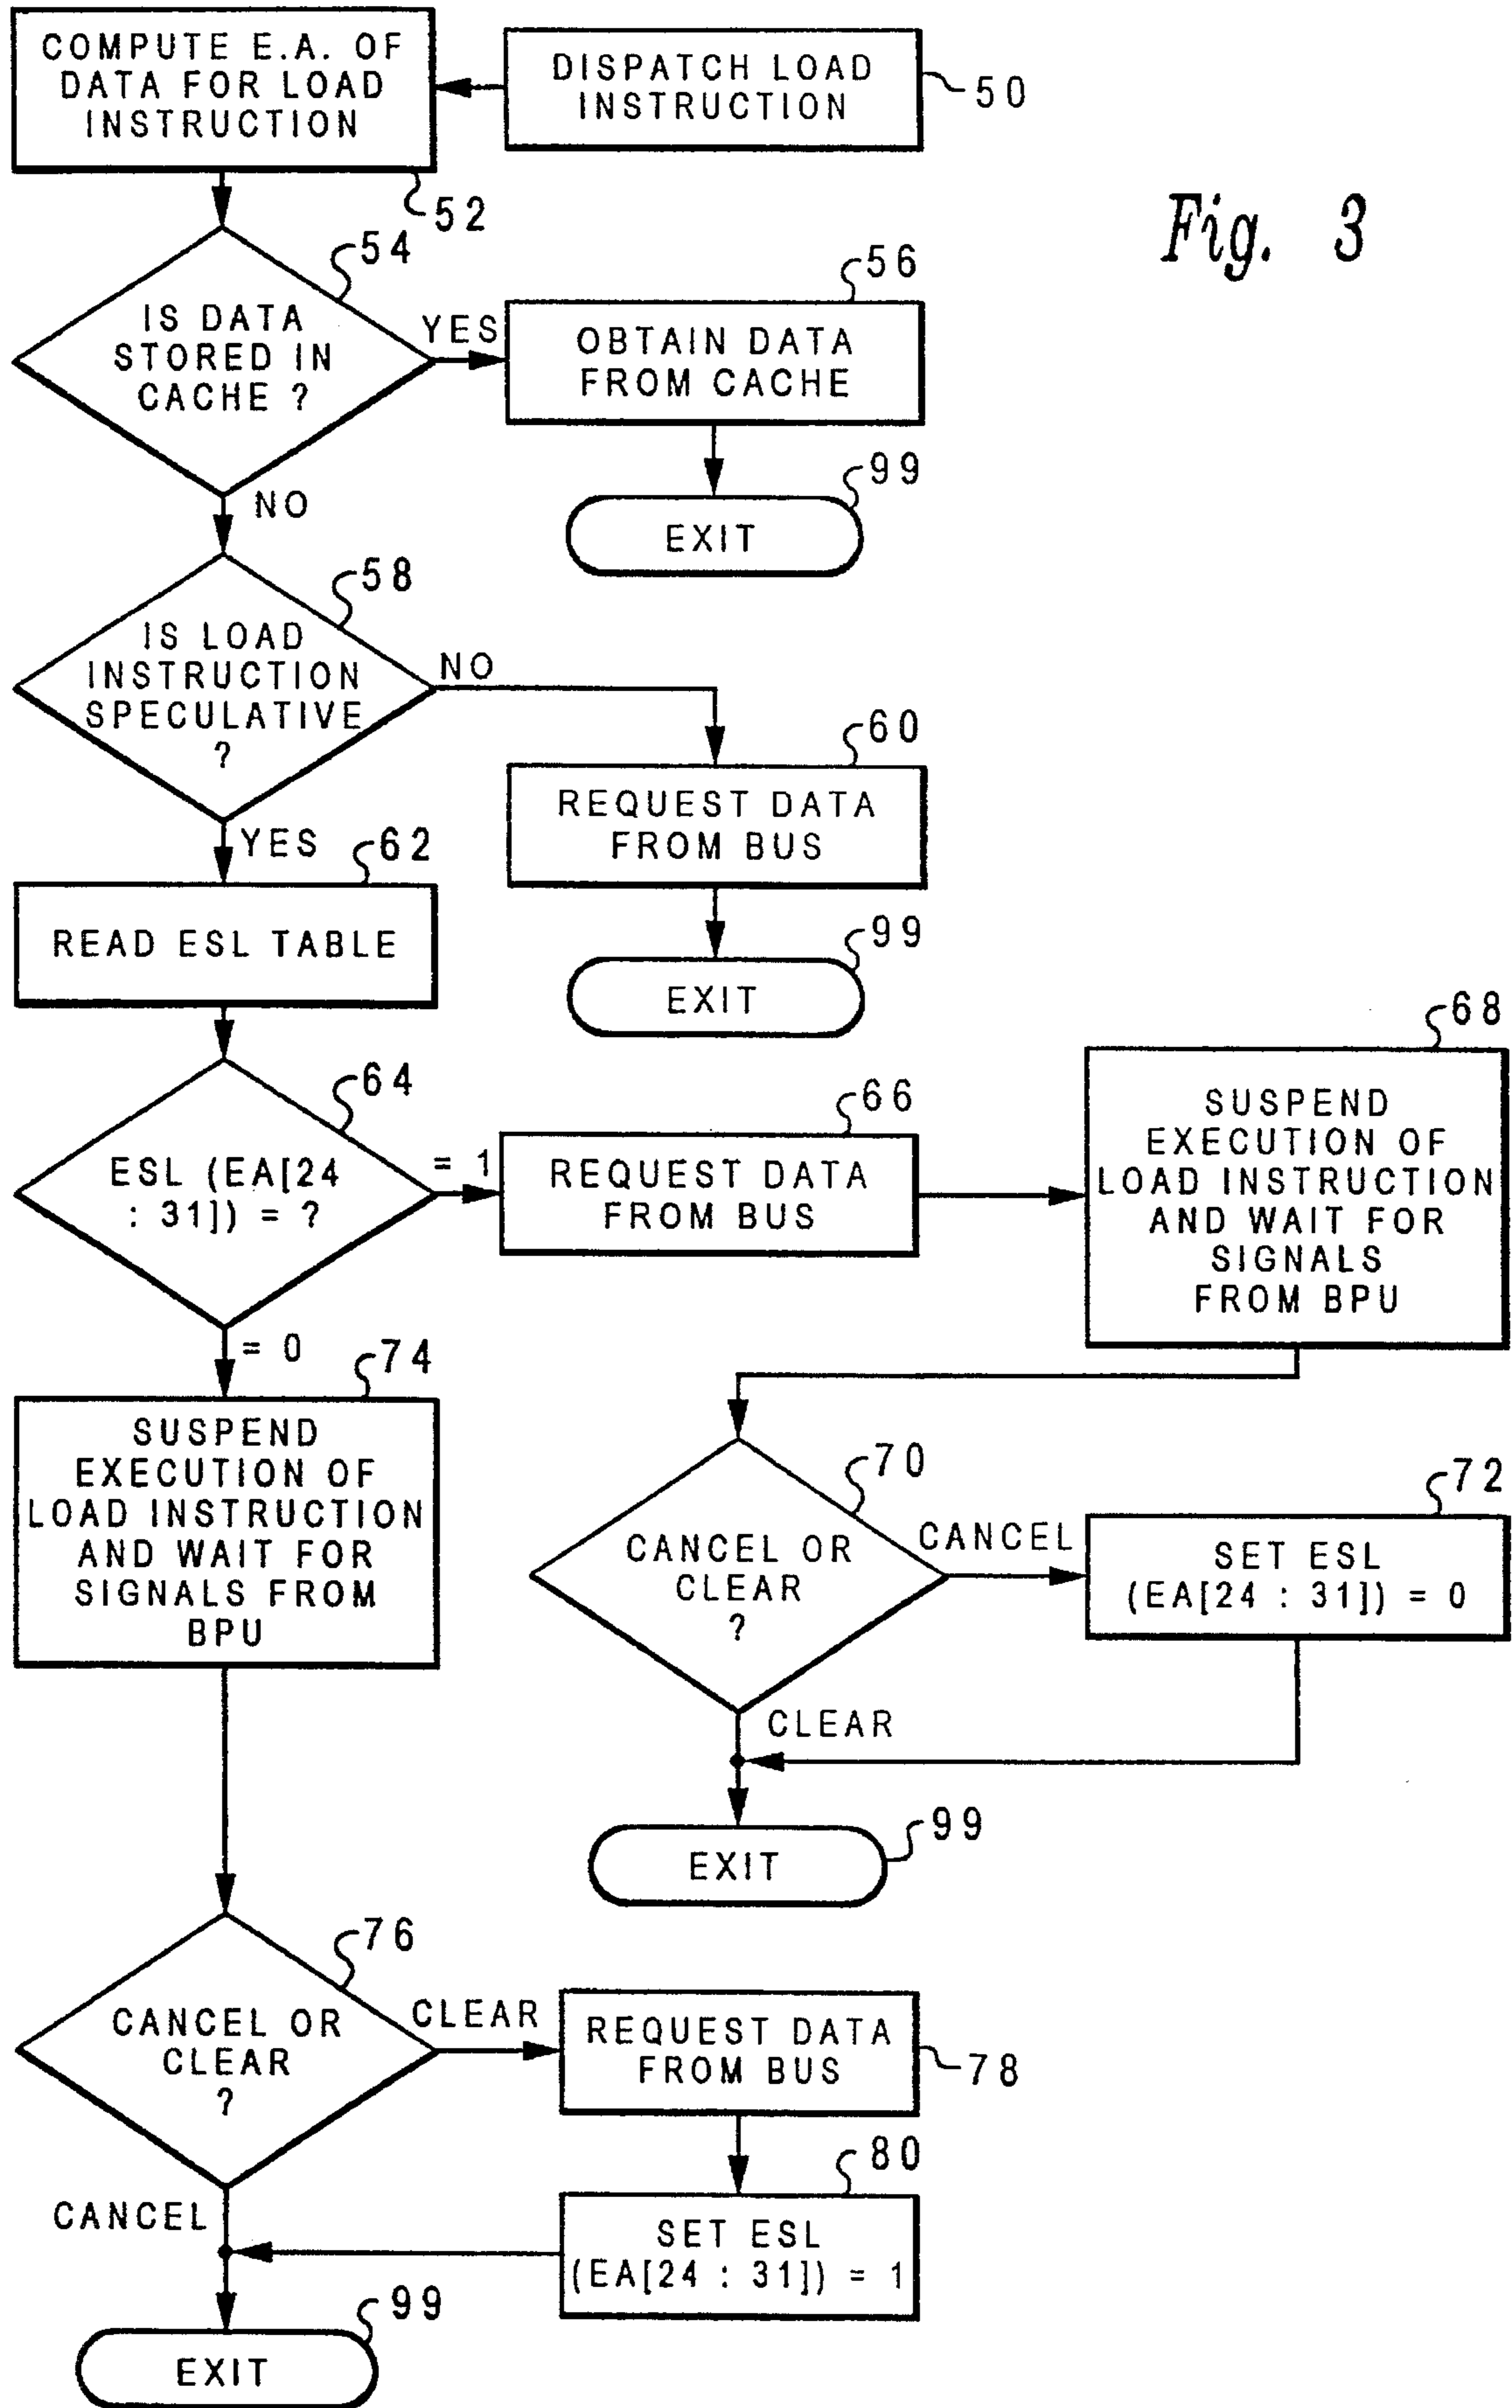 COMPUTE E.A. OF
DATA FOR LOAD
INSTRUCTION
52
DISPATCH LOAD
INSTRUCTION
50
Fig. 3
54
IS DATA
STORED IN
CACHE ?
YES
NO
56
OBTAIN DATA
FROM CACHE
99
EXIT
58
IS LOAD
INSTRUCTION
SPECULATIVE
?
NO
YES
60
REQUEST DATA
FROM BUS
99
EXIT
62
READ ESL TABLE
64
ESL (EA[24
: 31]) = ?
= 1
= 0
66
REQUEST DATA
FROM BUS
68
SUSPEND
EXECUTION OF
LOAD INSTRUCTION
AND WAIT FOR
SIGNALS
FROM BPU
70
CANCEL OR
CLEAR
?
CANCEL
CLEAR
72
SET ESL
(EA[24 : 31]) = 0
99
EXIT
74
SUSPEND
EXECUTION OF
LOAD INSTRUCTION
AND WAIT FOR
SIGNALS FROM
BPU
76
CANCEL OR
CLEAR
?
CLEAR
CANCEL
REQUEST DATA
FROM BUS
78
80
SET ESL
(EA[24 : 31]) = 1
99
EXIT